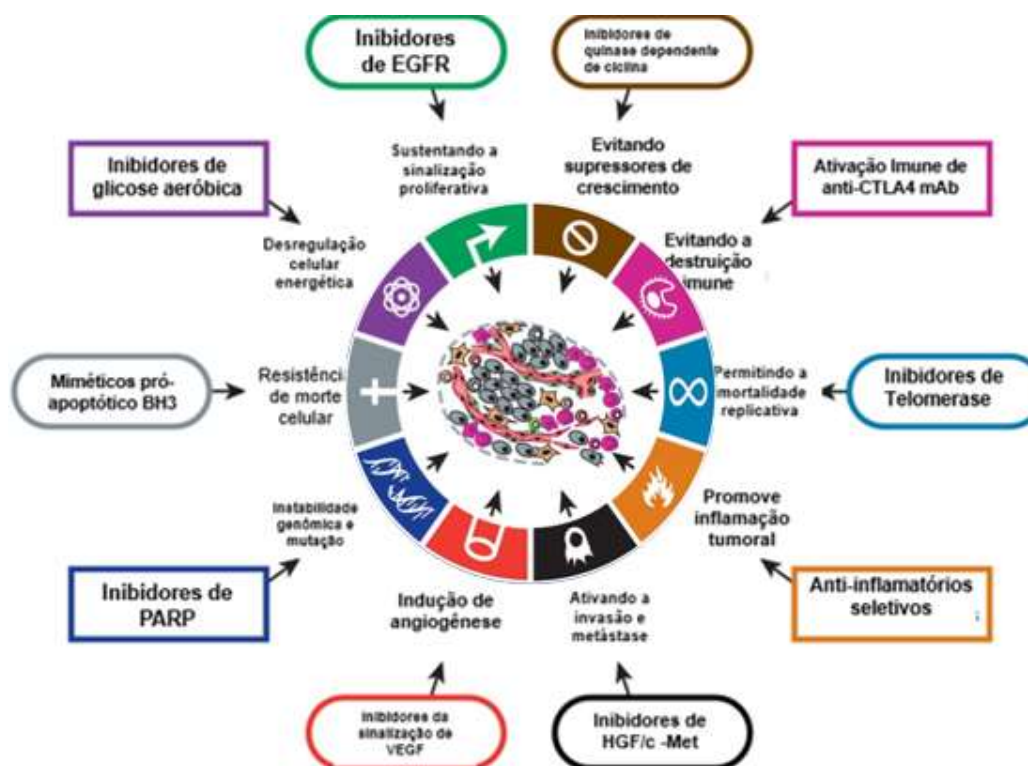 Inibidores
de EGFR
Inibidores de
quinase dependente
de ciclina
Sustentando a
sinalização
proliferativa
Evitando
supressores de
crescimento
Inibidores de
glicose aeróbica
Ativação Imune de
anti-CTLA4 mAb
Desregulação
celular
energética
Evitando a
destruição
imune
Miméticos pró-
apoptótico BH3
Resistênci
de morte
celular
Permitindo a
mortalidade
replicativa
Inibidores de
Telomerase
Instabilidade
genômica e
mutação
Promove
inflamação
tumoral
Inibidores de
PARP
Indução de
angiogênese
Ativando a
invasão e
metàstase
Anti-inflamatórios
seletivos
Inibidores da
sinalização de
VEGF
Inibidores de
HGF/c -Met